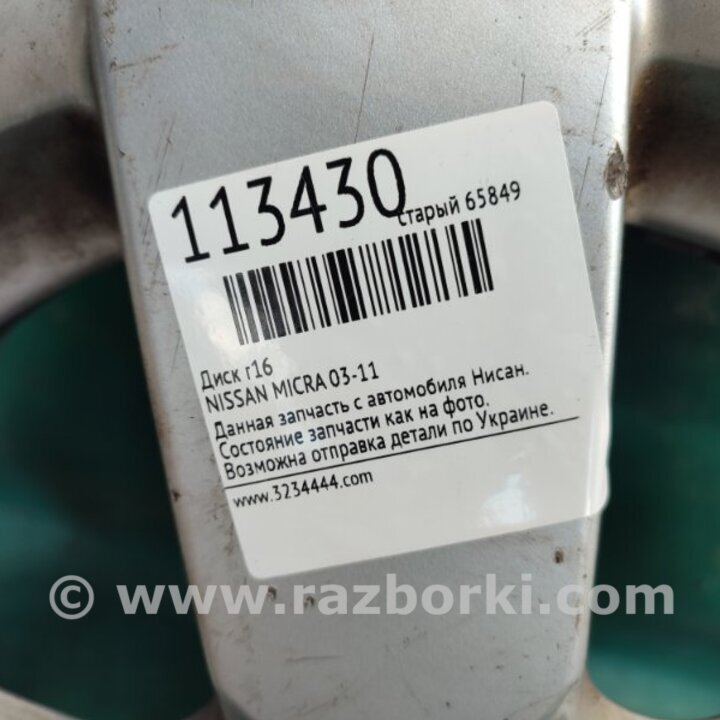 113430
старый 65849
Диск r16
NISSAN MICRA 03-11
Данная запчасть с автомобиля Нисан.
Состояние запчасти как на фото.
Возможна отправка детали по Украине.
www.3234444.com
© www.razborki.com